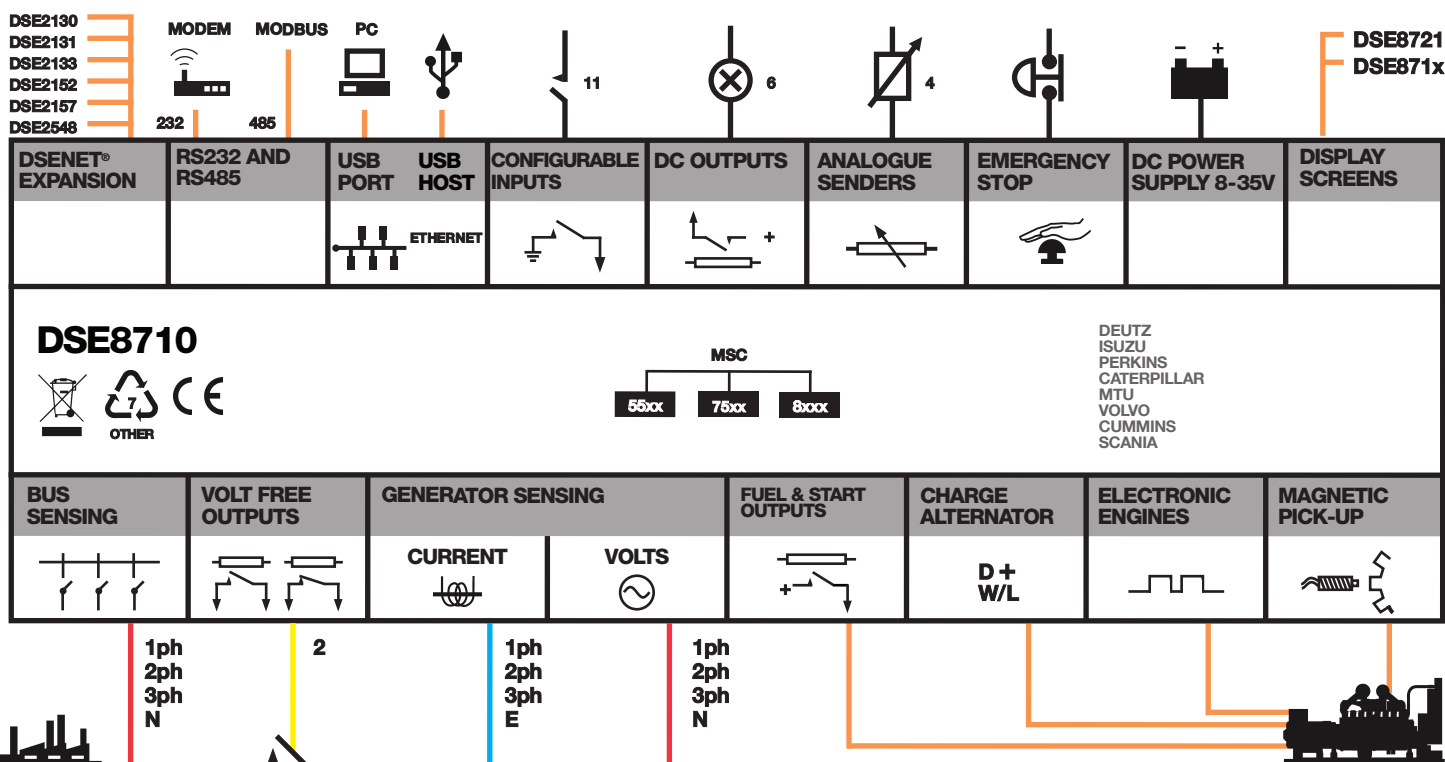 DSE2130
DSE2131
DSE2133
DSE2152
DSE2157
DSE2548
MODEM
232
MODBUS
485
PC
11
6
4
- +
DSE8721
DSE871x
DSENET®
EXPANSION
RS232 AND
RS485
USB
PORT
USB
HOST
ETHERNET
CONFIGURABLE
INPUTS
DC OUTPUTS
+
ANALOGUE
SENDERS
EMERGENCY
STOP
DC POWER
SUPPLY 8-35V
DISPLAY
SCREENS
DSE8710
7
OTHER
CE
MSC
55xx
75xx
8xxx
DEUTZ
ISUZU
PERKINS
CATERPILLAR
MTU
VOLVO
CUMMINS
SCANIA
BUS
SENSING
VOLT FREE
OUTPUTS
GENERATOR SENSING
CURRENT
VOLTS
FUEL & START
OUTPUTS
+
CHARGE
ALTERNATOR
D+
W/L
ELECTRONIC
ENGINES
MAGNETIC
PICK-UP
1ph
2ph
3ph
N
2
1ph
2ph
3ph
E
1ph
2ph
3ph
N